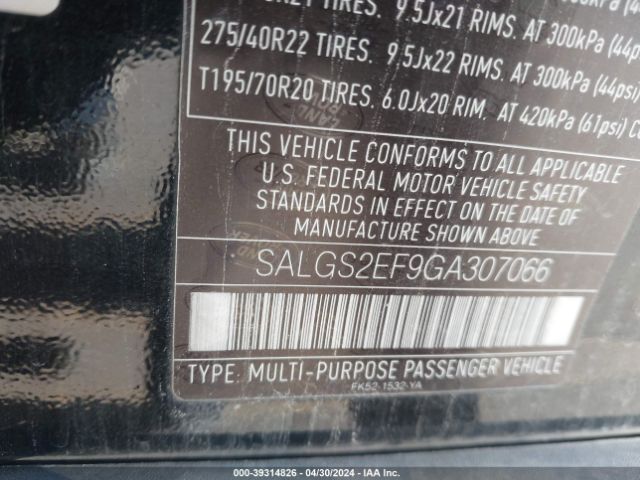 R21 TIRES. 9.5Jx21 RIMS. AT 300kPa (44
275/40R22 TIRES. 9.5Jx22 RIMS. AT 300kPa (44psi)
T195/70R20 TIRES. 6.0Jx20 RIM. AT 420kPa (61psi) C
THIS VEHICLE CONFORMS TO ALL APPLICABLE
U.S. FEDERAL MOTOR VEHICLE SAFETY
STANDARDS IN EFFECT ON THE DATE OF
MANUFACTURE SHOWN ABOVE
SALGS2EF9GA307066
TYPE: MULTI-PURPOSE PASSENGER VEHICLE
FK52-1532-YA
000-39314826 - 04/30/2024 - IAA Inc.